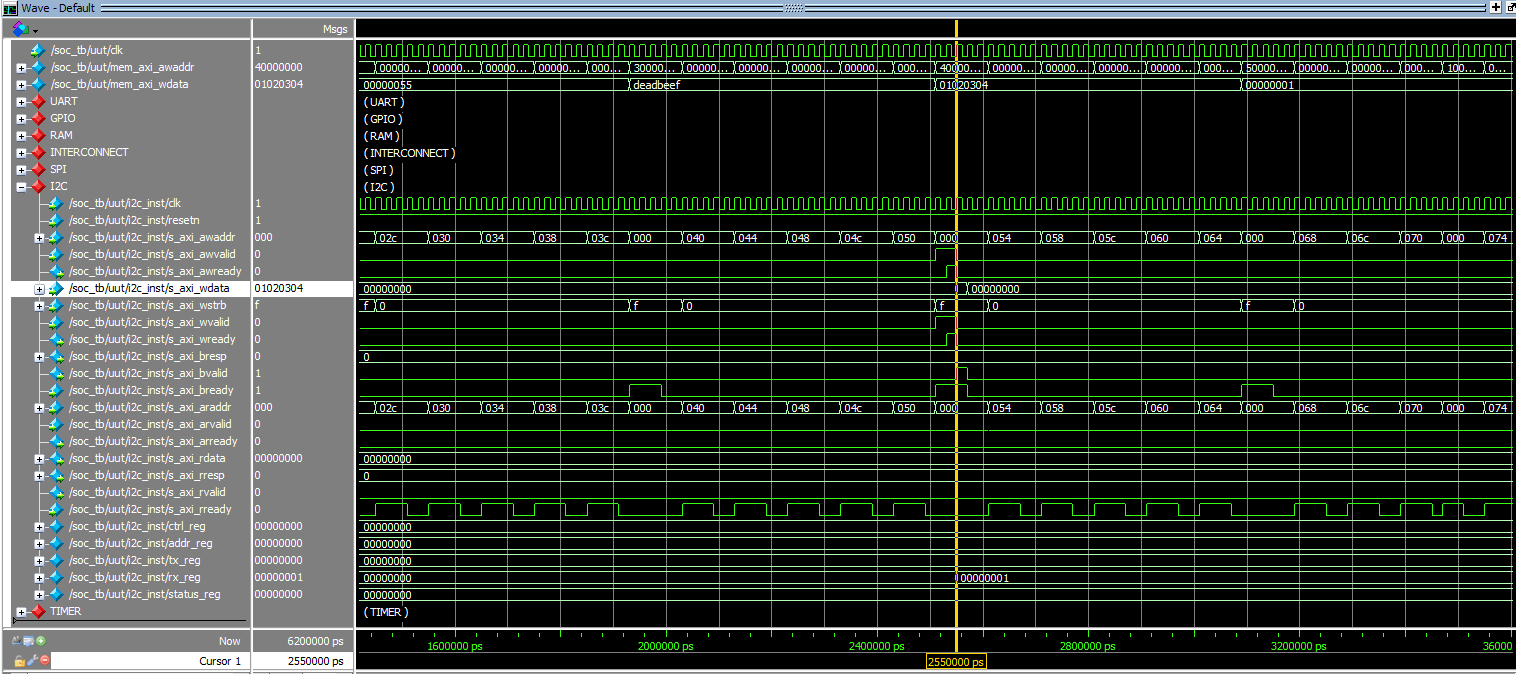 Wave - Default
Msgs
/soc_tb/uut/clk 1
/soc_tb/uut/mem_axi_awaddr 40000000 00000... 00000... 00000... 00000... 000... 30000... 00000... 00000... 00000... 00000... 000... 40000... 00000... 00000... 00000... 00000... 000... 50000... 00000... 00000... 000... 100... 0...
/soc_tb/uut/mem_axi_wdata 01020304 00000055 deadbeef 01020304 00000001
UART (UART)
GPIO (GPIO)
RAM (RAM)
INTERCONNECT (INTERCONNECT)
SPI (SPI)
I2C (I2C)
/soc_tb/uut/i2c_inst/clk 1
/soc_tb/uut/i2c_inst/resetn 1
/soc_tb/uut/i2c_inst/s_axi_awaddr 000 02c 030 034 038 03c 000 040 044 048 04c 050 000 054 058 05c 060 064 000 068 06c 070 000 074
/soc_tb/uut/i2c_inst/s_axi_awvalid 0
/soc_tb/uut/i2c_inst/s_axi_awready 0
/soc_tb/uut/i2c_inst/s_axi_wdata 01020304 00000000 00000000
/soc_tb/uut/i2c_inst/s_axi_wstrb f f 0 f 0 f 0 f 0
/soc_tb/uut/i2c_inst/s_axi_wvalid 0
/soc_tb/uut/i2c_inst/s_axi_wready 0
/soc_tb/uut/i2c_inst/s_axi_bresp 0 0
/soc_tb/uut/i2c_inst/s_axi_bvalid 1
/soc_tb/uut/i2c_inst/s_axi_bready 1
/soc_tb/uut/i2c_inst/s_axi_araddr 000 02c 030 034 038 03c 000 040 044 048 04c 050 000 054 058 05c 060 064 000 068 06c 070 000 074
/soc_tb/uut/i2c_inst/s_axi_arvalid 0
/soc_tb/uut/i2c_inst/s_axi_arready 0
/soc_tb/uut/i2c_inst/s_axi_rdata 00000000 00000000
/soc_tb/uut/i2c_inst/s_axi_rresp 0 0
/soc_tb/uut/i2c_inst/s_axi_rvalid 0
/soc_tb/uut/i2c_inst/s_axi_rready 0
/soc_tb/uut/i2c_inst/ctrl_reg 00000000 00000000
/soc_tb/uut/i2c_inst/addr_reg 00000000 00000000
/soc_tb/uut/i2c_inst/tx_reg 00000000 00000000
/soc_tb/uut/i2c_inst/rx_reg 00000001 00000000 00000001
/soc_tb/uut/i2c_inst/status_reg 00000000 00000000
TIMER (TIMER)
Now 6200000 ps 1600000 ps 2000000 ps 2400000 ps 2800000 ps 3200000 ps 36000
Cursor 1 2550000 ps 2550000 ps